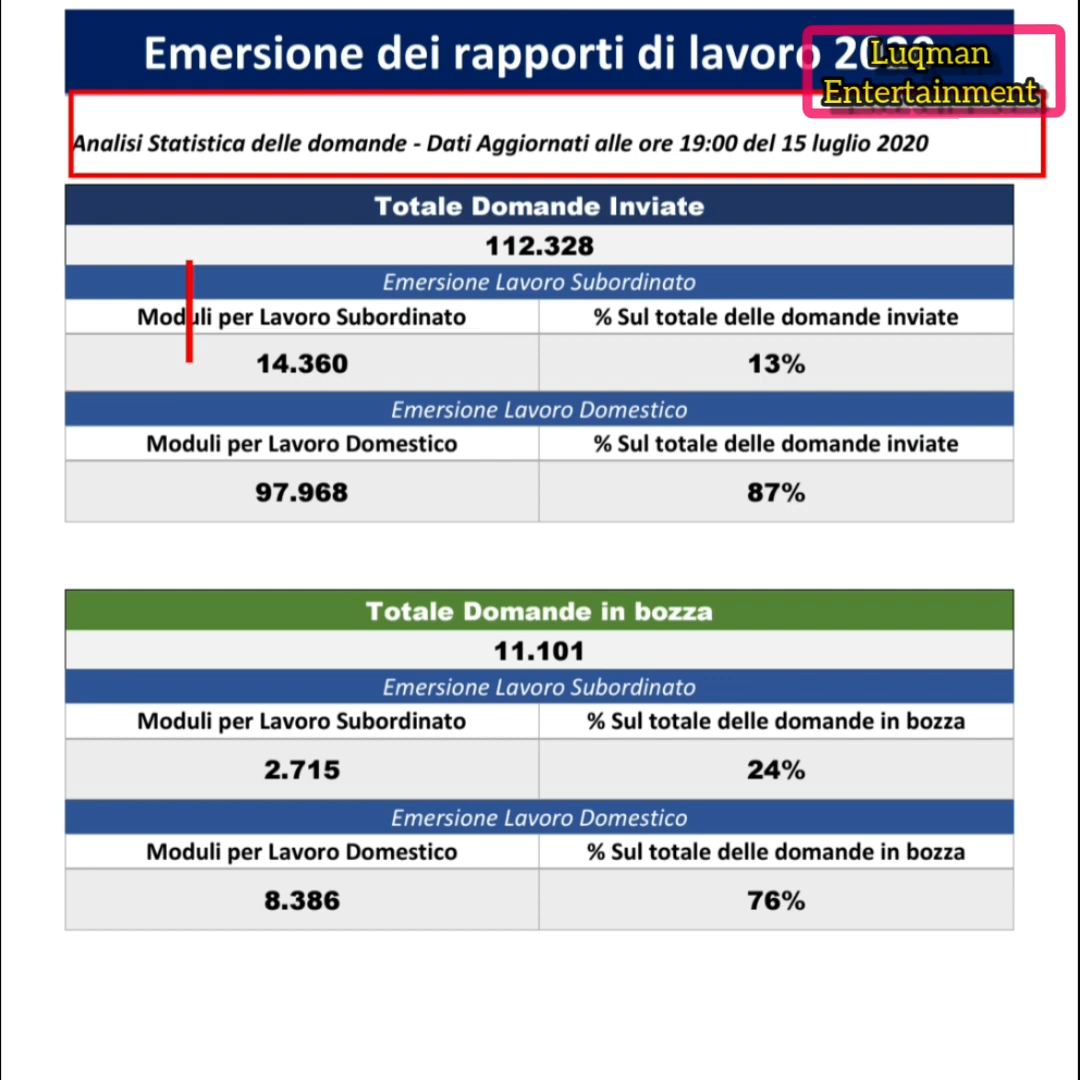 Emersione dei rapporti di lavoro
Luqman
Entertainment
Analisi Statistica delle domande - Dati Aggiornati alle ore 19:00 del 15 luglio 2020
Totale Domande Inviate
112.328
Emersione Lavoro Subordinato
Moduli per Lavoro Subordinato % Sul totale delle domande inviate
14.360 13%
Emersione Lavoro Domestico
Moduli per Lavoro Domestico % Sul totale delle domande inviate
97.968 87%
Totale Domande in bozza
11.101
Emersione Lavoro Subordinato
Moduli per Lavoro Subordinato % Sul totale delle domande in bozza
2.715 24%
Emersione Lavoro Domestico
Moduli per Lavoro Domestico % Sul totale delle domande in bozza
8.386 76%